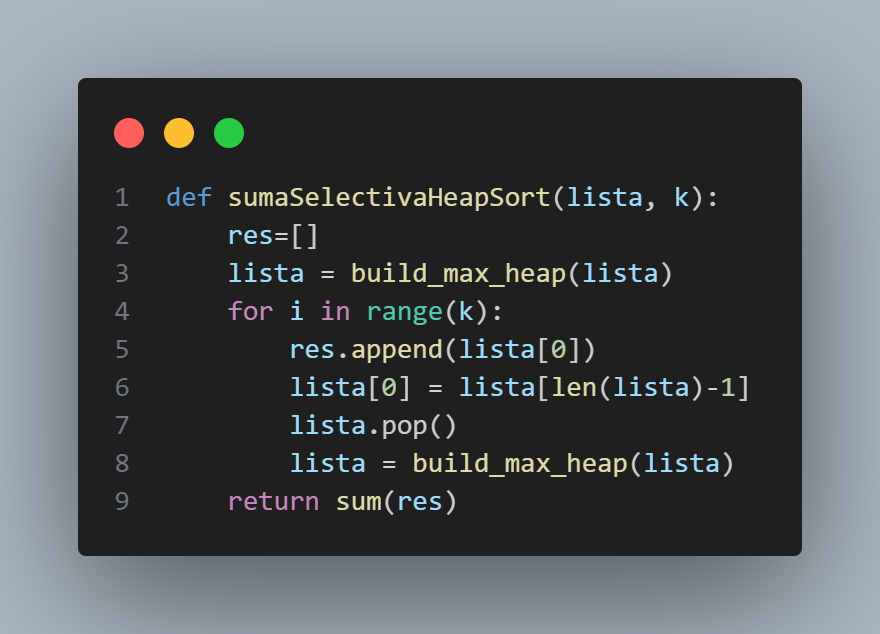 1 def sumaSelectivaHeapSort(lista, k):
2     res=[]
3     lista = build_max_heap(lista)
4     for i in range(k):
5         res.append(lista[0])
6         lista[0] = lista[len(lista)-1]
7         lista.pop()
8         lista = build_max_heap(lista)
9     return sum(res)